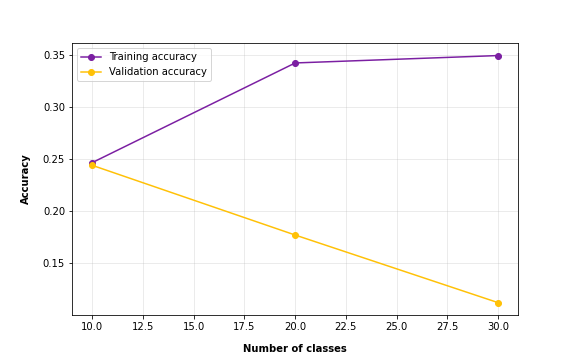 Training accuracy
Validation accuracy
0.35
0.30
0.25
0.20
0.15
Accuracy
10.0 12.5 15.0 17.5 20.0 22.5 25.0 27.5 30.0
Number of classes